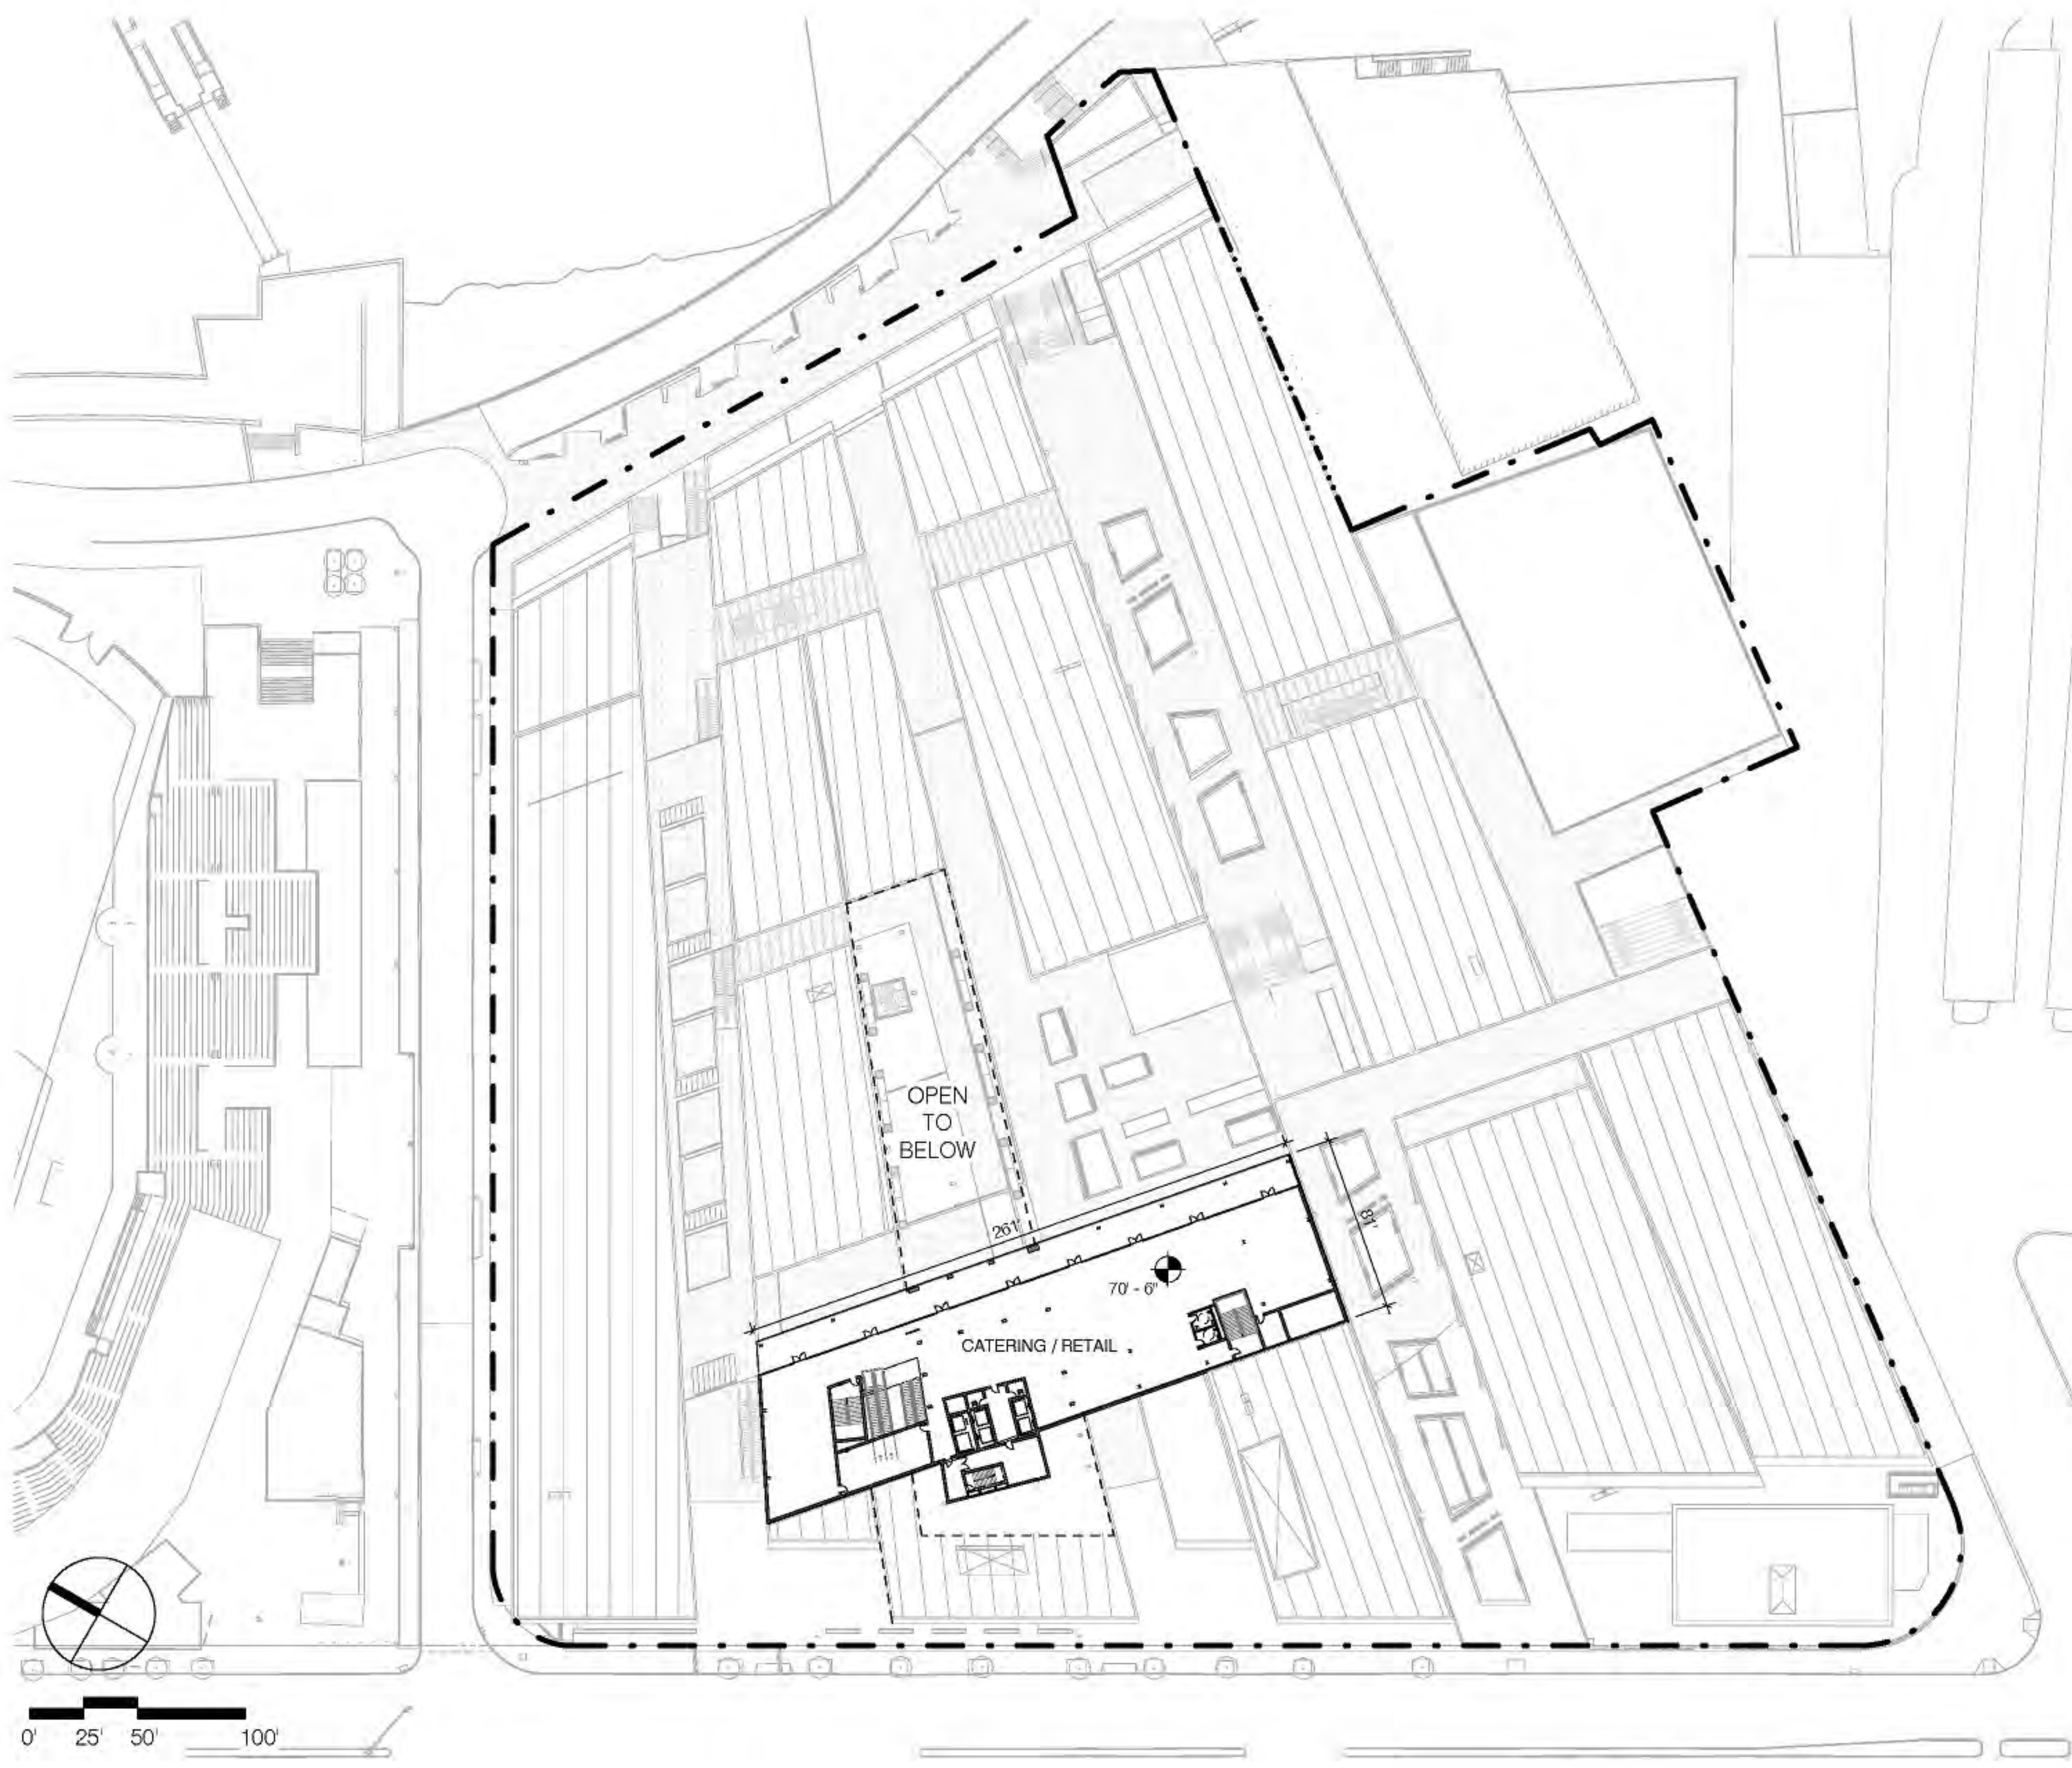 OPEN
TO
BELOW
261'
81'
70' - 6"
CATERING / RETAIL
0' 25' 50' 100'